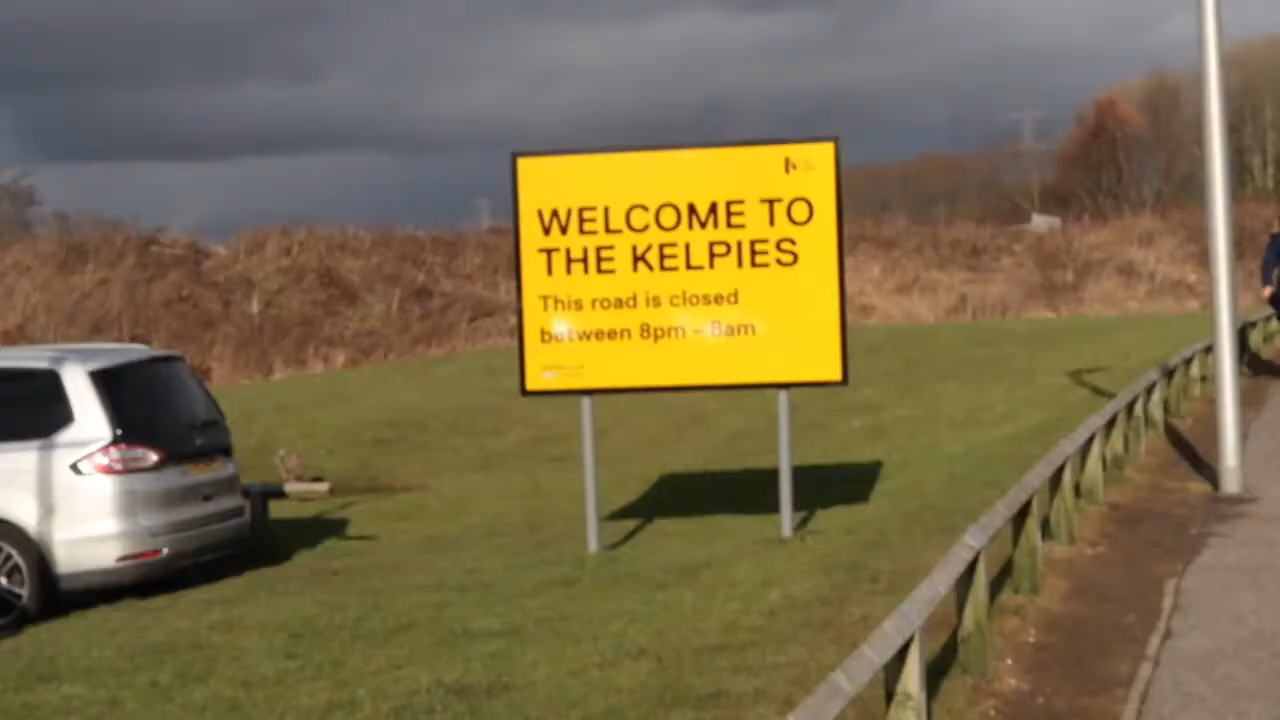 WELCOME TO
THE KELPIES
This road is closed
between 8pm - 8am